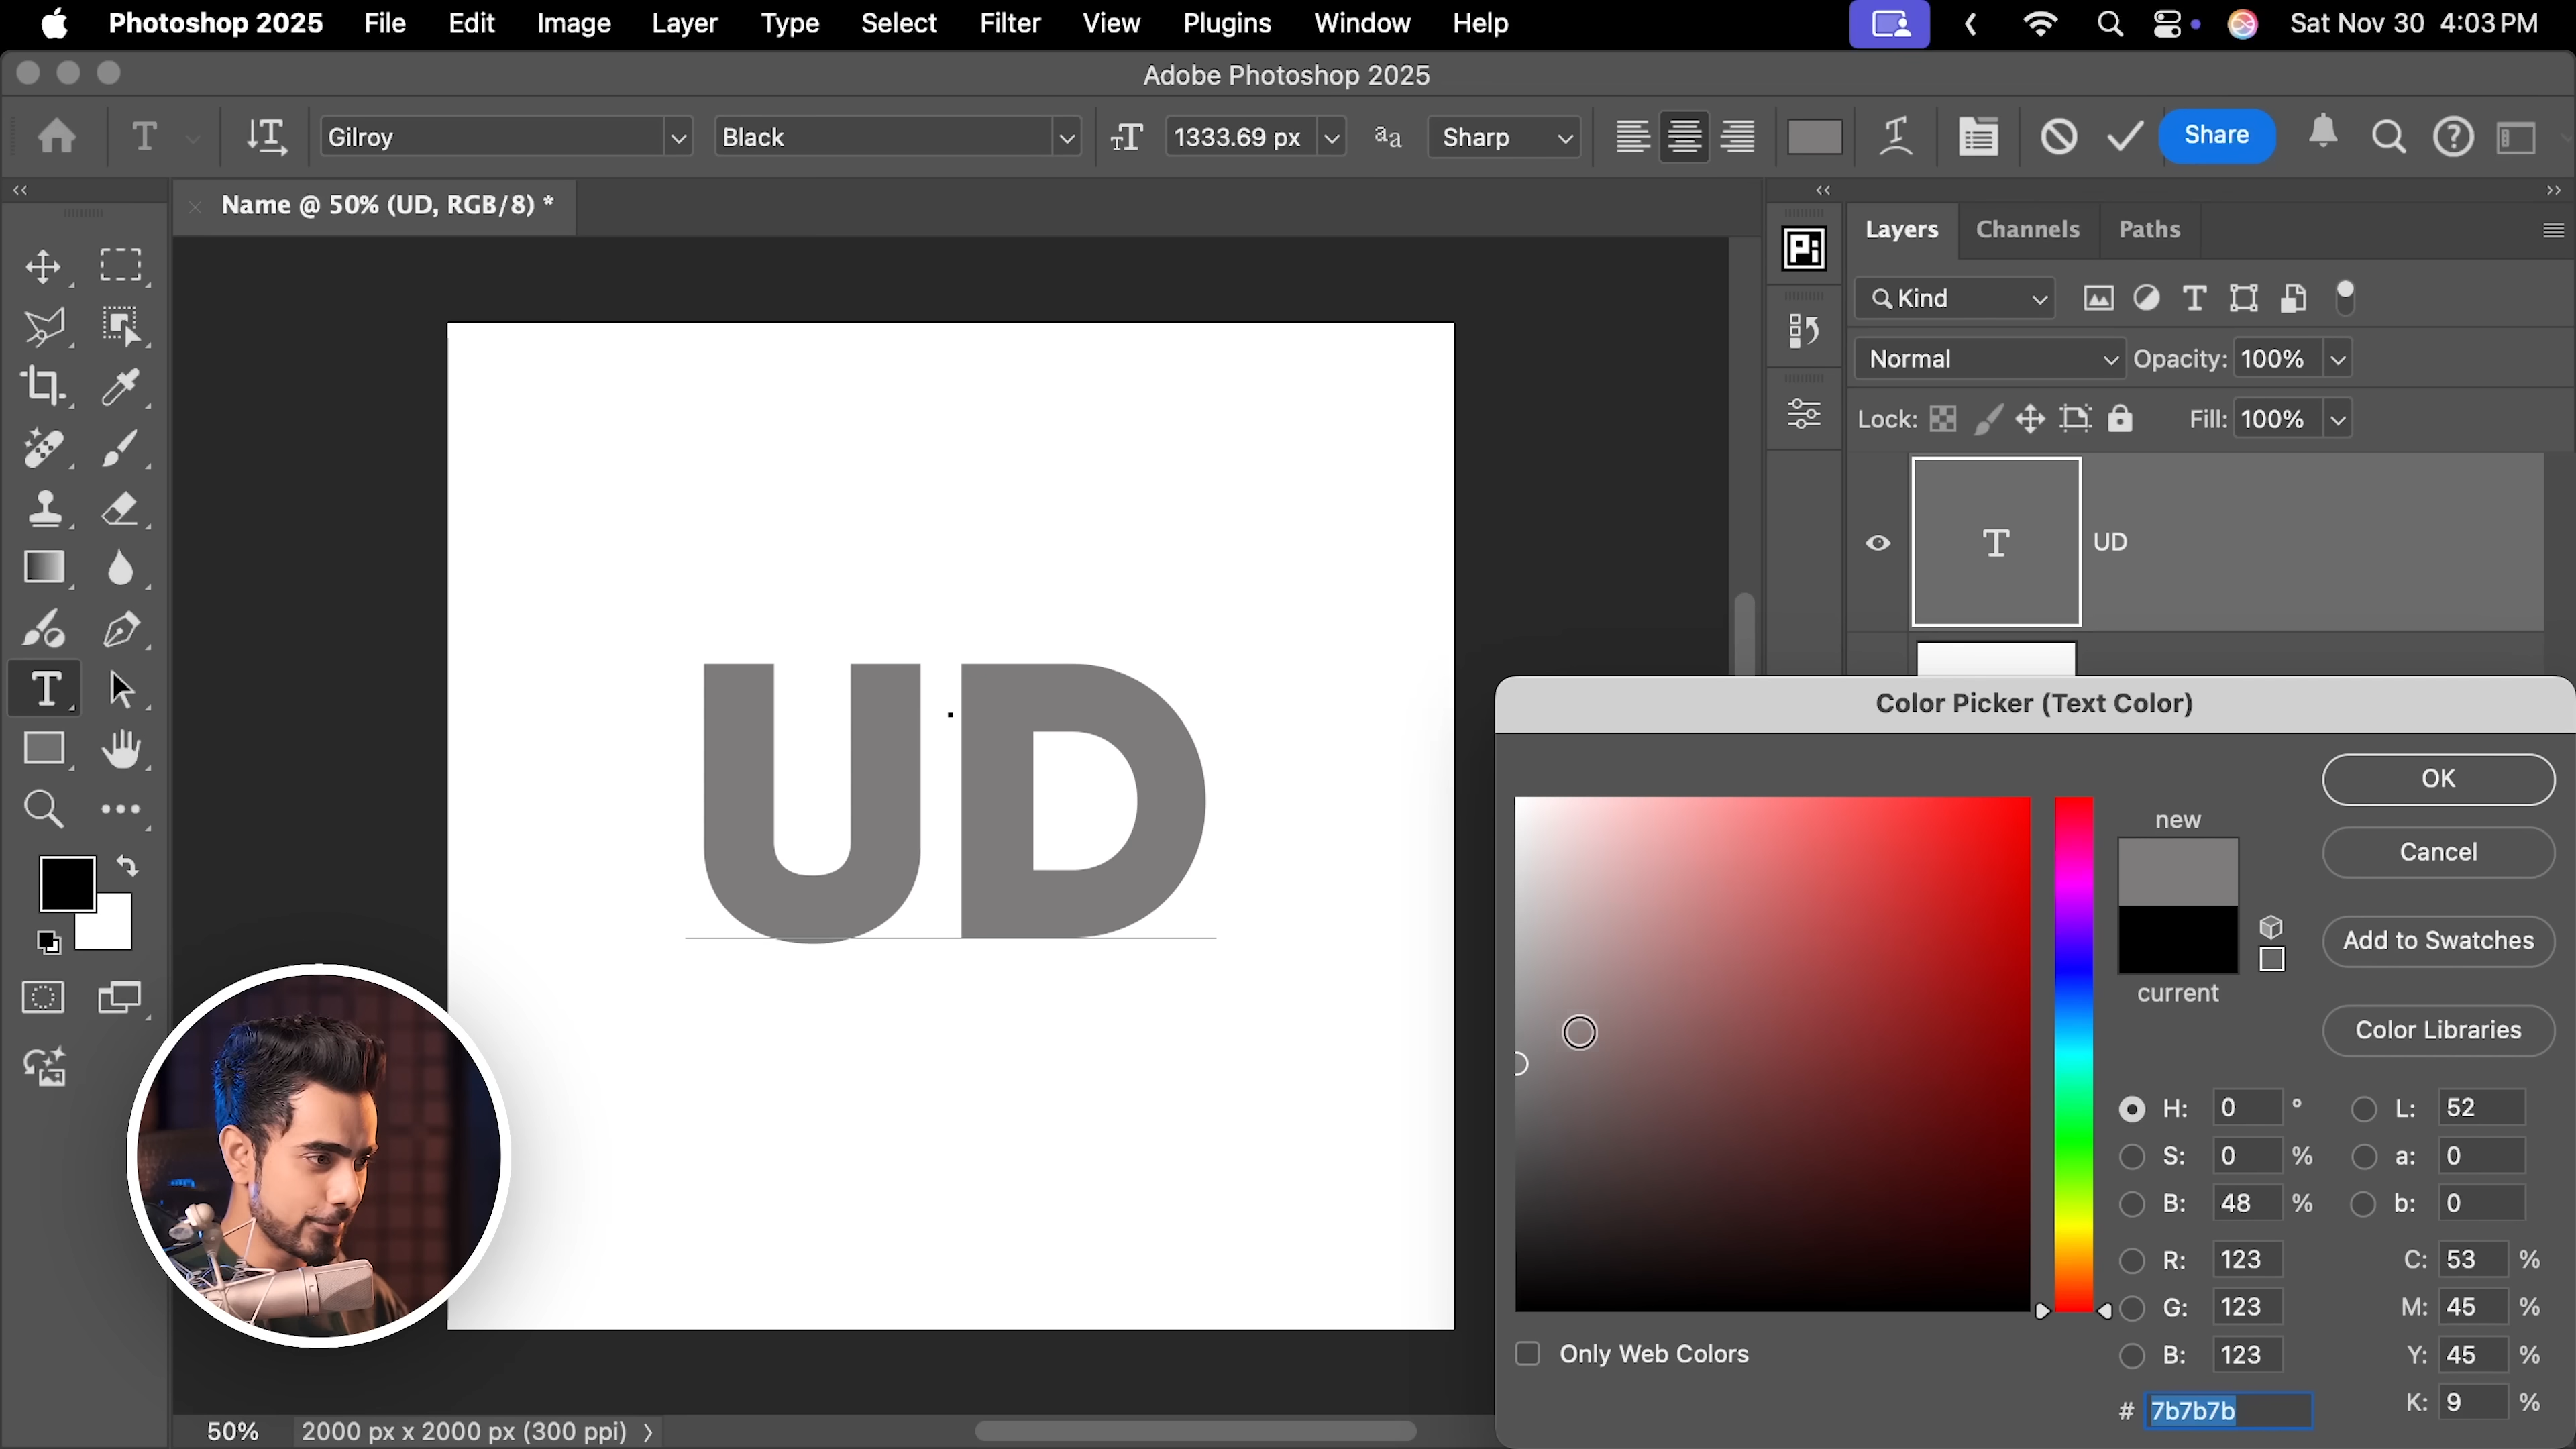 Photoshop 2025 File Edit Image Layer Type Select Filter View Plugins Window Help Sat Nov 30 4:03 PM
Adobe Photoshop 2025
T Gilroy Black 1333.69 px Sharp Share
Name @ 50% (UD, RGB/8) *
Layers Channels Paths
Pi
Kind
Normal Opacity: 100%
Lock: Fill: 100%
T UD
UD
Color Picker (Text Color)
OK
new
Cancel
Add to Swatches
current
Color Libraries
H: 0 ° L: 52
S: 0 % a: 0
B: 48 % b: 0
R: 123 C: 53 %
G: 123 M: 45 %
B: 123 Y: 45 %
Only Web Colors
# 7b7b7b K: 9 %
50% 2000 px x 2000 px (300 ppi)